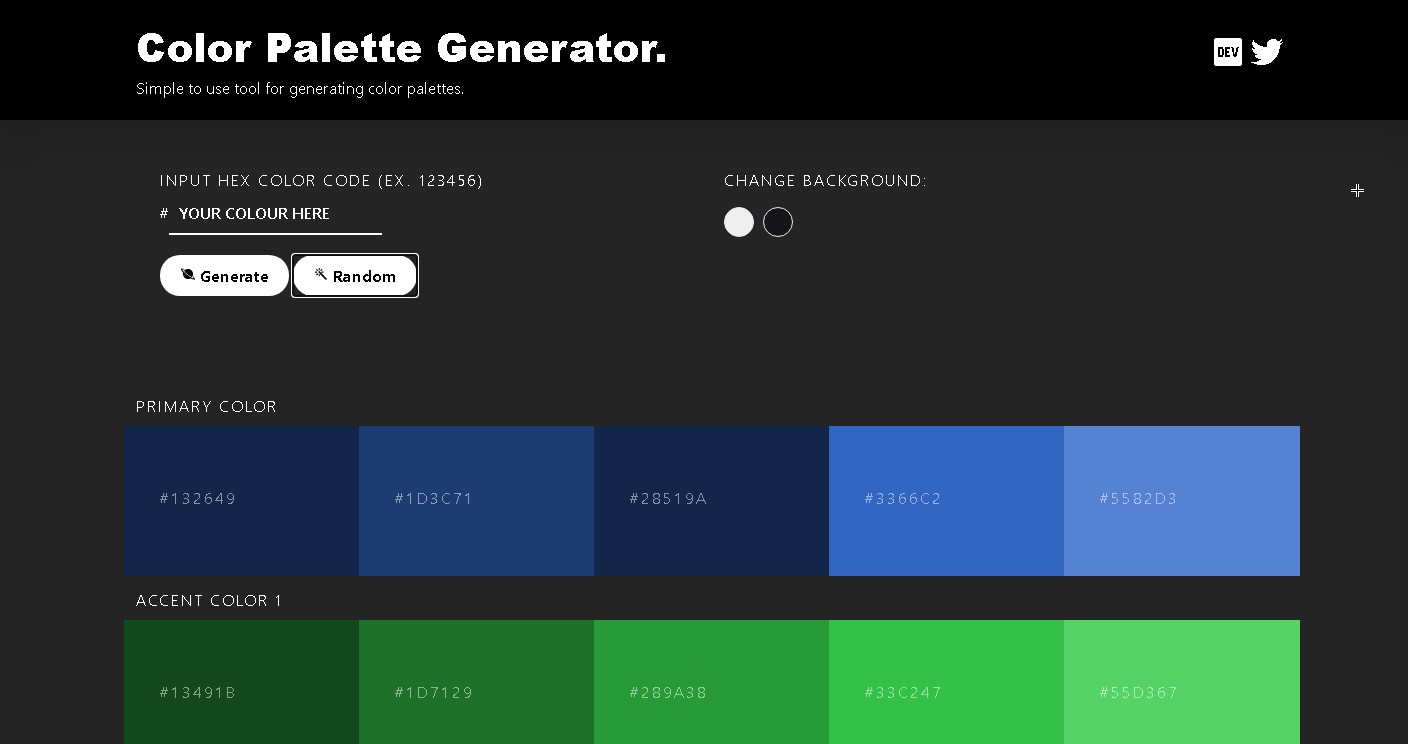 Color Palette Generator.
Simple to use tool for generating color palettes.
DEV
INPUT HEX COLOR CODE (EX. 123456)
# YOUR COLOUR HERE
Generate
Random
CHANGE BACKGROUND:
PRIMARY COLOR
#132649 #1D3C71 #28519A #3366C2 #5582D3
ACCENT COLOR 1
#13491B #1D7129 #289A38 #33C247 #55D367